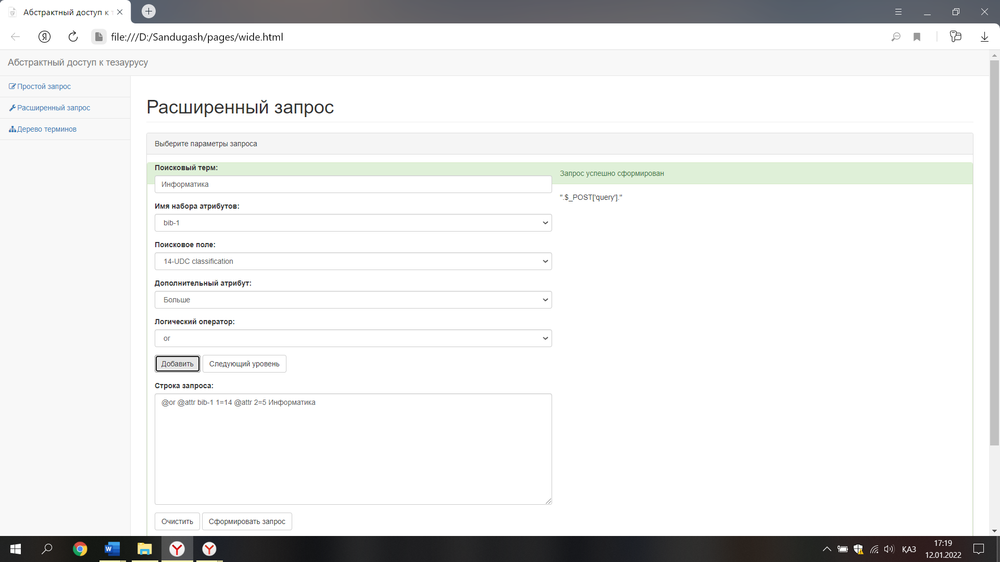 Абстрактный доступ к т
file:///D:/Sandugash/pages/wide.html
Абстрактный доступ к тезаурусу
Простой запрос
Расширенный запрос
Дерево терминов
Расширенный запрос
Выберите параметры запроса
Поисковый терм:
Информатика
Имя набора атрибутов:
bib-1
Поисковое поле:
14-UDC classification
Дополнительный атрибут:
Больше
Логический оператор:
or
Добавить Следующий уровень
Строка запроса:
@or @attr bib-1 1=14 @attr 2=5 Информатика
Очистить Сформировать запрос
Запрос успешно сформирован
".$_POST['query']."
ҚАЗ
17:19
12.01.2022